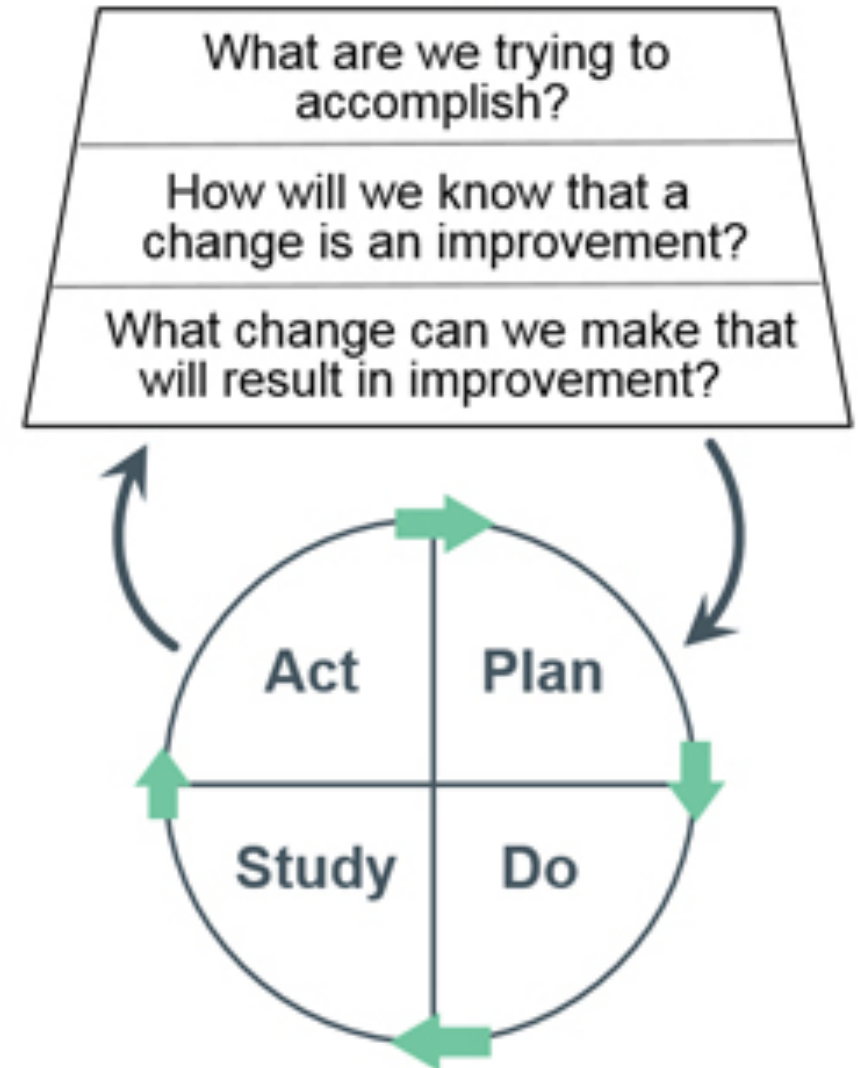 What are we trying to
accomplish?
How will we know that a
change is an improvement?
What change can we make that
will result in improvement?
Act
Plan
Study
Do